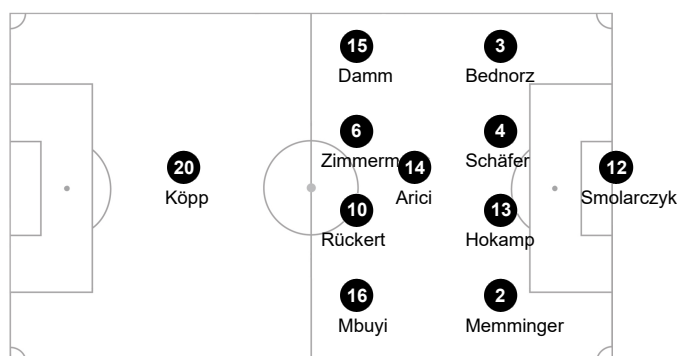 15
Damm
3
Bednorz
6
Zimmerm
4
Schäfer
20
Köpp
14
Arici
12
Smolarczyk
10
Rückert
13
Hokamp
16
Mbuyi
2
Memminger